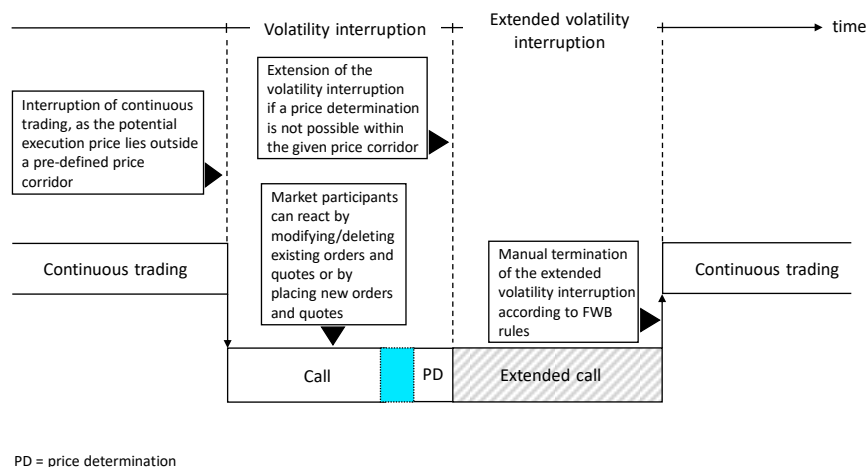 Volatility interruption
Extended volatility
interruption
time
Interruption of continuous
trading, as the potential
execution price lies outside
a pre-defined price
corridor
Extension of the
volatility interruption
if a price determination
is not possible within
the given price corridor
Market participants
can react by
modifying/deleting
existing orders and
quotes or by
placing new orders
and quotes
Manual termination
of the extended
volatility interruption
according to FWB
rules
Continuous trading
Continuous trading
Call
PD
Extended call
PD = price determination